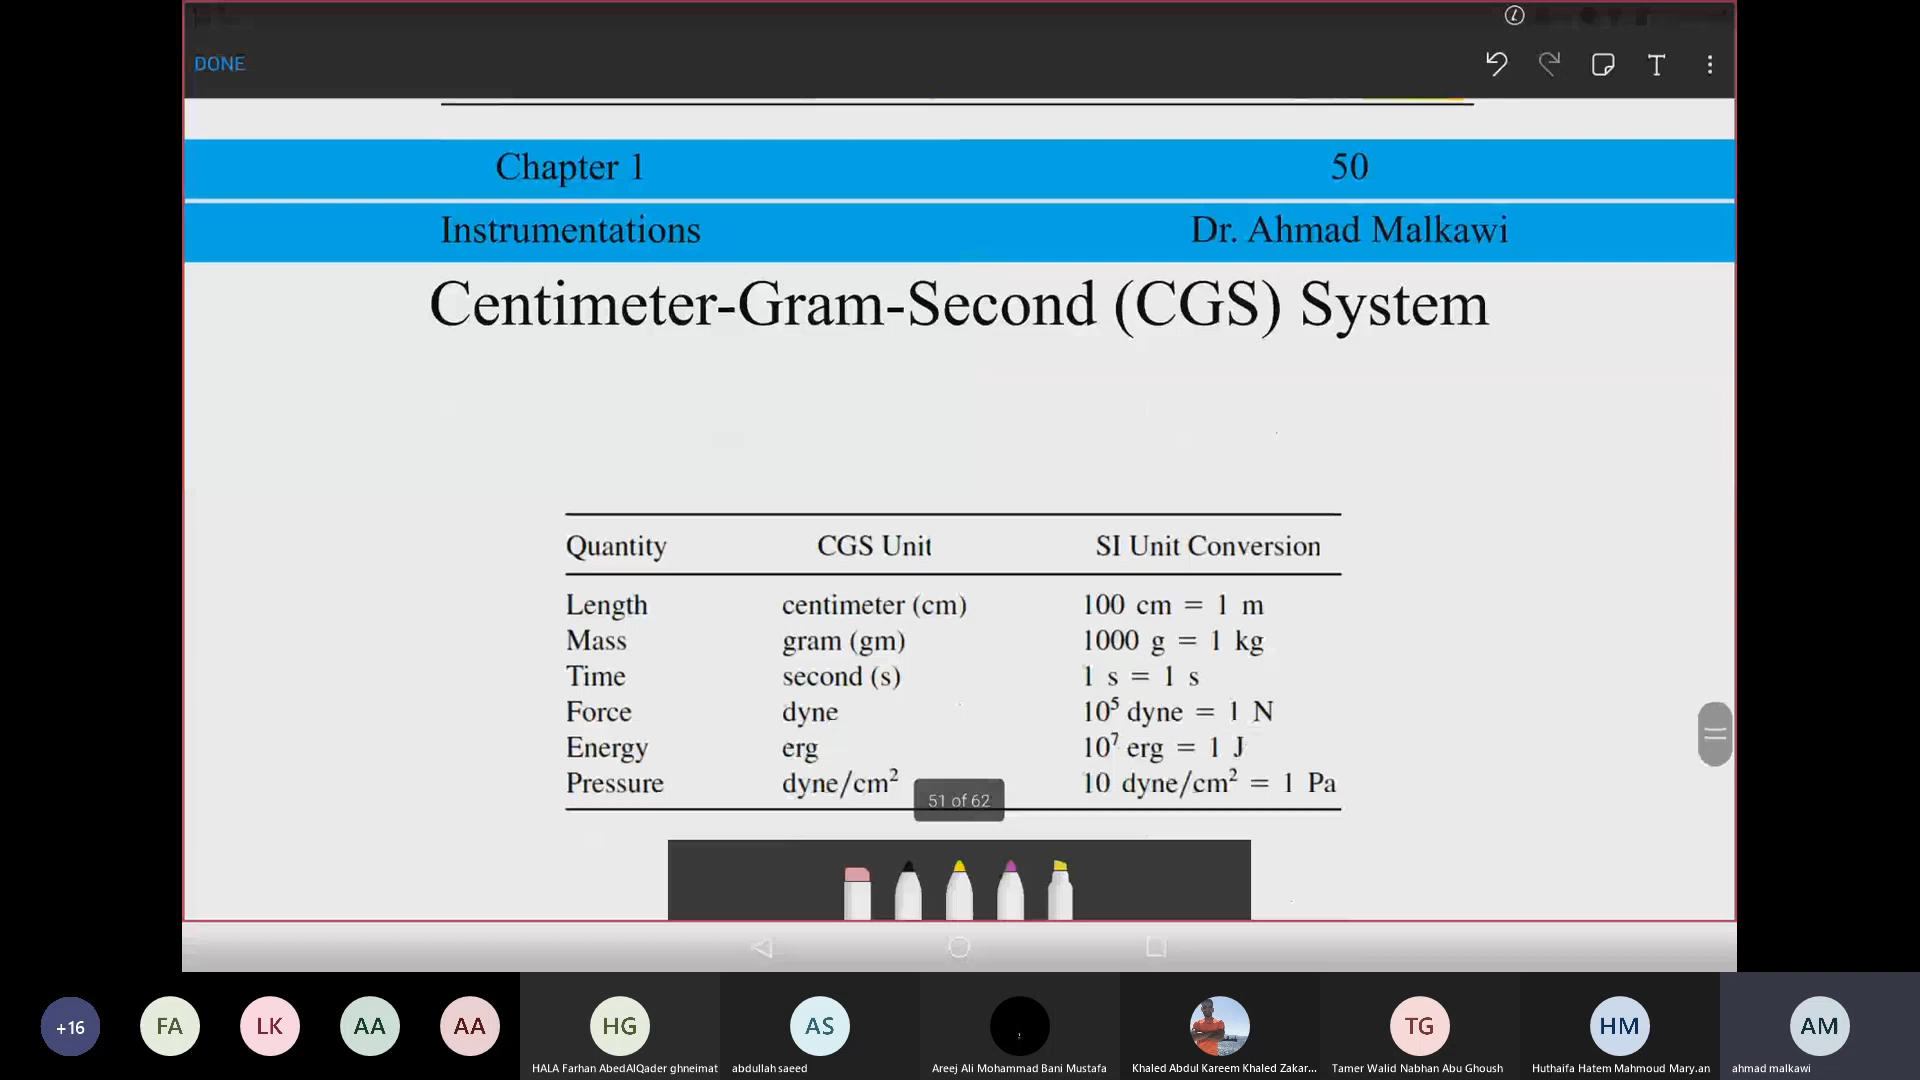 DONE
T
Chapter 1 50
Instrumentations Dr. Ahmad Malkawi
Centimeter-Gram-Second (CGS) System
Quantity CGS Unit SI Unit Conversion
Length centimeter (cm) 100 cm = 1 m
Mass gram (gm) 1000 g = 1 kg
Time second (s) 1 s = 1 s
Force dyne 10⁵ dyne = 1 N
Energy erg 10⁷ erg = 1 J
Pressure dyne/cm² 10 dyne/cm² = 1 Pa
51 of 62
+16 FA LK AA AA HG AS TG HM AM
HALA Farhan AbedAlQader ghneimat abdullah saeed Areej Ali Mohammad Bani Mustafa Khaled Abdul Kareem Khaled Zakar... Tamer Walid Nabhan Abu Ghoush Huthaifa Hatem Mahmoud Mary.an ahmad malkawi